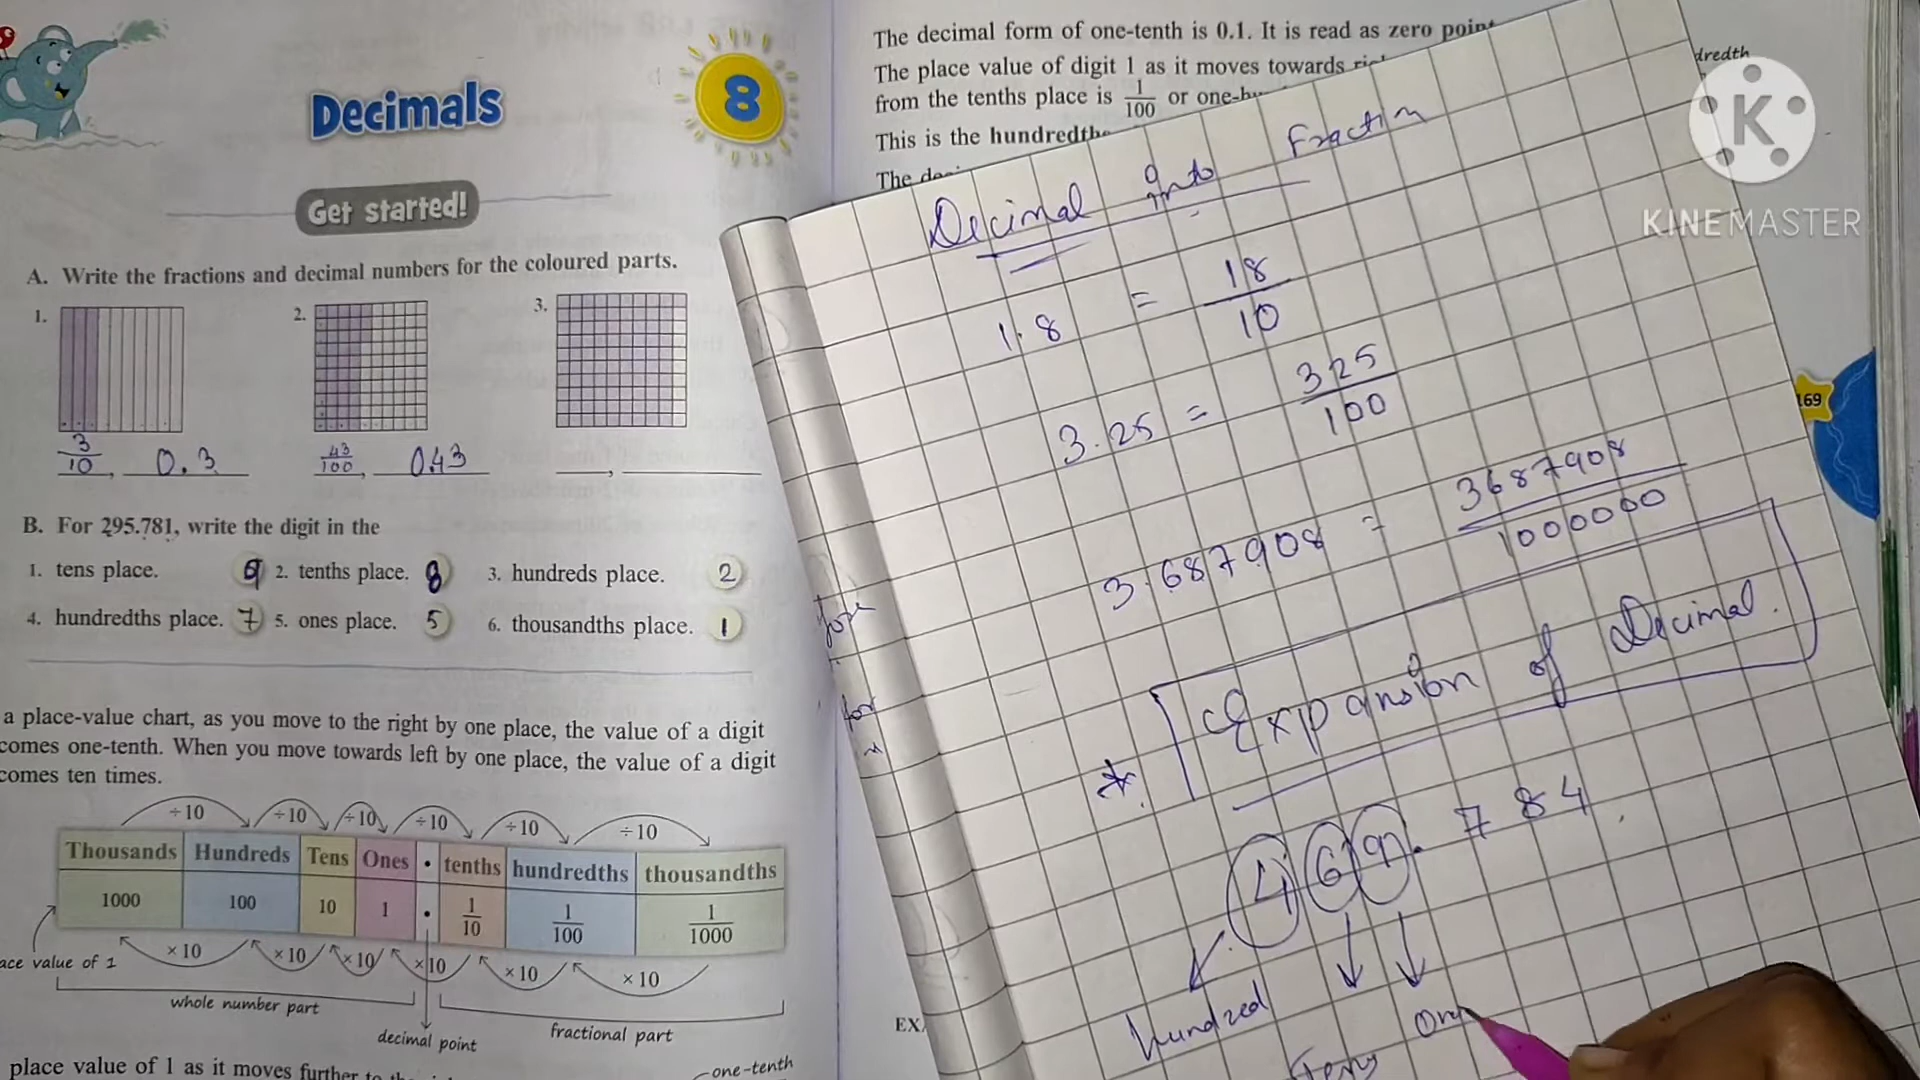 Decimals
8
Get started!
A. Write the fractions and decimal numbers for the coloured parts.
1.
2.
3.
3/10, 0.3
43/100, 0.43
B. For 295.781, write the digit in the
1. tens place. 9 2. tenths place. 8 3. hundreds place. 2
4. hundredths place. 7 5. ones place. 5 6. thousandths place. 1
a place-value chart, as you move to the right by one place, the value of a digit
comes one-tenth. When you move towards left by one place, the value of a digit
comes ten times.
÷10 ÷10 ÷10 ÷10 ÷10 ÷10
Thousands Hundreds Tens Ones • tenths hundredths thousandths
1000 100 10 1 • 1/10 1/100 1/1000
×10 ×10 ×10 ×10 ×10 ×10
ace value of 1
whole number part
decimal point
fractional part
place value of 1 as it moves further to the
one-tenth
The decimal form of one-tenth is 0.1. It is read as zero point
The place value of digit 1 as it moves towards
from the tenths place is 1/100 or
This is the
The
dredth
KINEMASTER
K
169
EX
for
Decimal into Fraction
1.8 = 18/10
3.25 = 325/100
3.687908 = 3687908/1000000
*. Expansion of Decimal.
469.784
hundred
Tens
One